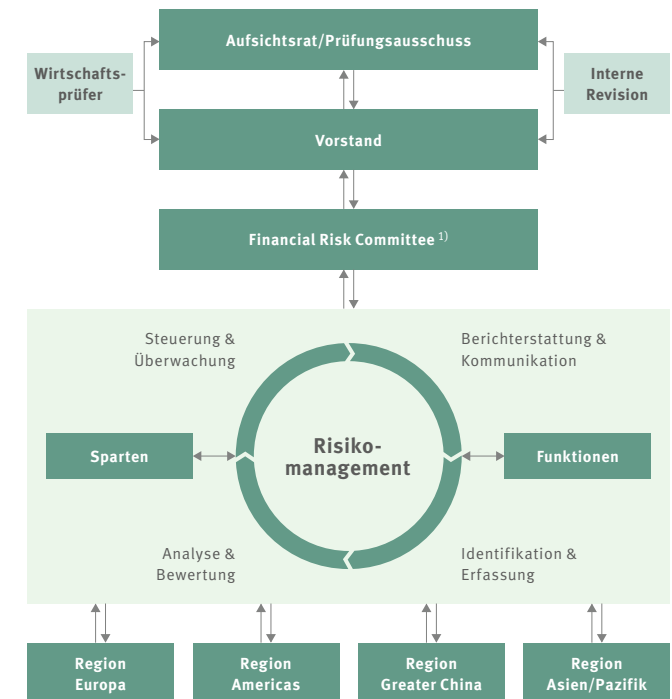 Aufsichtsrat/Prüfungsausschuss
Wirtschafts-
prüfer
Interne
Revision
Vorstand
Financial Risk Committee 1)
Steuerung &
Überwachung
Berichterstattung &
Kommunikation
Sparten
Risiko-
management
Funktionen
Analyse &
Bewertung
Identifikation &
Erfassung
Region
Europa
Region
Americas
Region
Greater China
Region
Asien/Pazifik